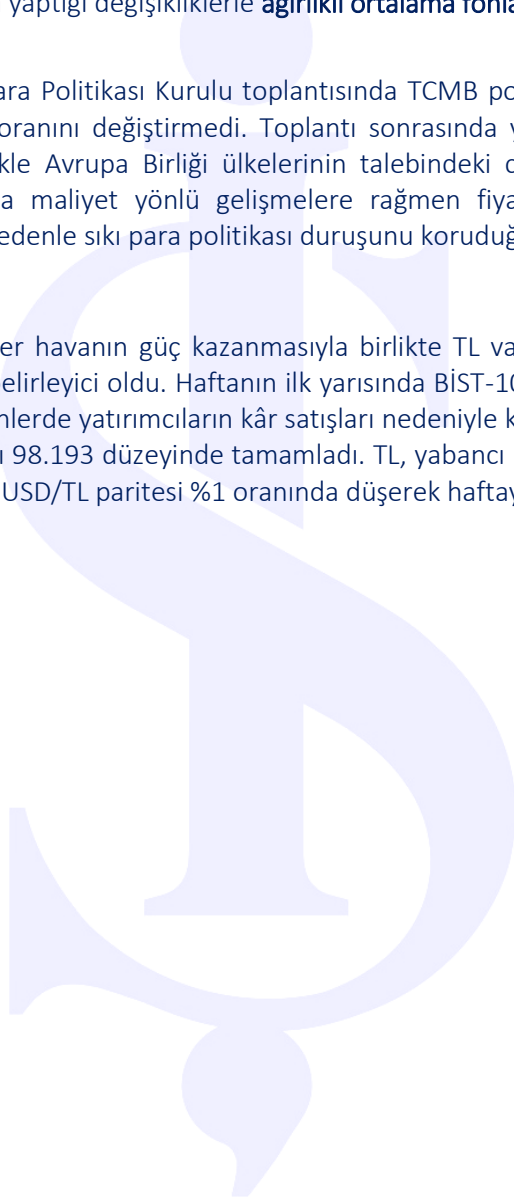 yaptığı değişikliklerle ağırlıklı ortalama fonla
ara Politikası Kurulu toplantısında TCMB po
oranını değiştirmedi. Toplantı sonrasında y
kle Avrupa Birliği ülkelerinin talebindeki
a maliyet yönlü gelişmelere rağmen fiya
edenle sıkı para politikası duruşunu koruduğ
er havanın güç kazanmasıyla birlikte TL va
elirleyici oldu. Haftanın ilk yarısında BİST-10
nlerde yatırımcıların kâr satışları nedeniyle k
ı 98.193 düzeyinde tamamladı. TL, yabancı
USD/TL paritesi %1 oranında düşerek haftay